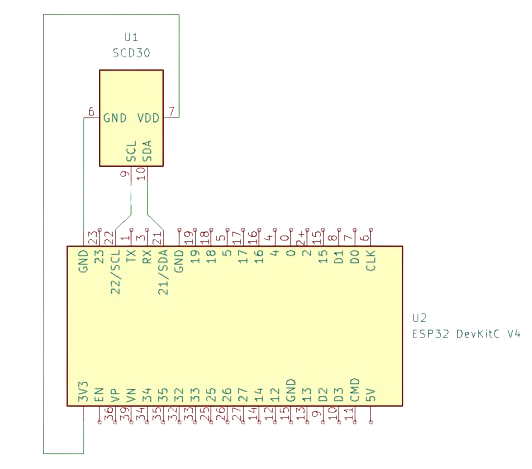 U1
SCD30
6
GND
VDD
7
SCL
SDA
9
10
23
22
1
3
21
19
18
5
17
16
4
0
2+
15
8
7
6
GND
23
22/SCL
TX
RX
21/SDA
GND
19
18
5
17
16
4
0
2
15
D1
D0
CLK
U2
ESP32 DevKitC V4
3V3
EN
VP
VN
34
35
32
33
25
26
27
14
12
GND
13
D2
D3
CMD
5V
36
39
34
35
32
33
25
26
27
14
12
15
13
9
10
11